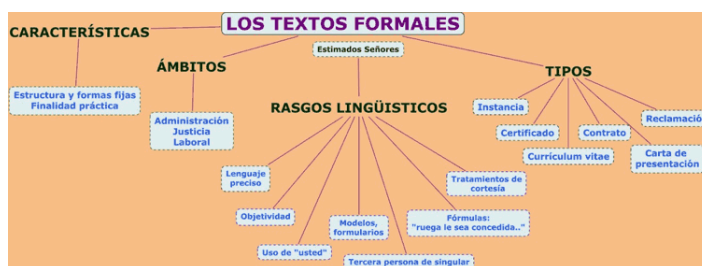 LOS TEXTOS FORMALES
CARACTERÍSTICAS
Estructura y formas fijas
Finalidad práctica
ÁMBITOS
Administración
Justicia
Laboral
Estimados Señores
RASGOS LINGÜISTICOS
Lenguaje
preciso
Objetividad
Uso de "usted"
Modelos,
formularios
Tercera persona de singular
Fórmulas:
"ruega le sea concedida.."
Tratamientos de
cortesía
TIPOS
Instancia
Certificado
Currículum vitae
Contrato
Carta de
presentación
Reclamació